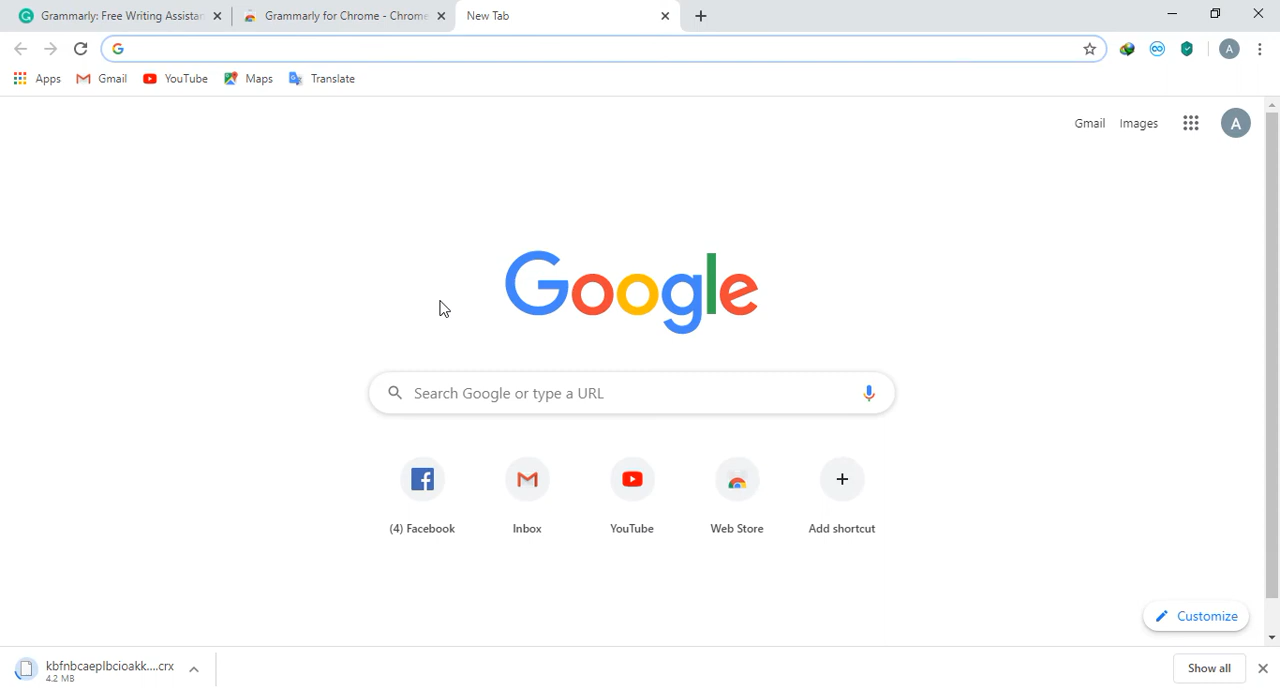 Grammarly: Free Writing Assistan
Grammarly for Chrome - Chrome
New Tab
A
Apps
Gmail
YouTube
Maps
Translate
Gmail
Images
A
Google
Search Google or type a URL
(4) Facebook
Inbox
YouTube
Web Store
Add shortcut
Customize
kbfnbcaeplbcioakk....crx
4.2 MB
Show all